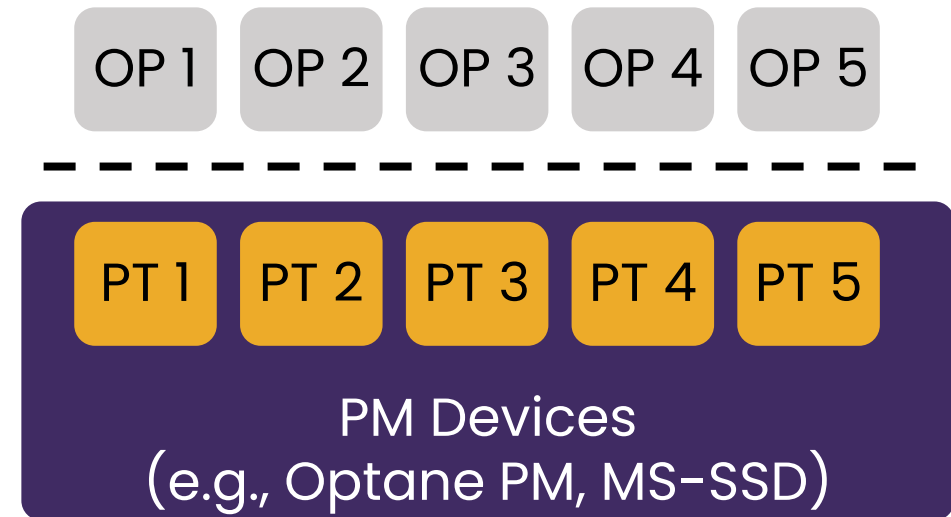 OP 1 OP 2 OP 3 OP 4 OP 5
PT 1 PT 2 PT 3 PT 4 PT 5
PM Devices
(e.g., Optane PM, MS-SSD)